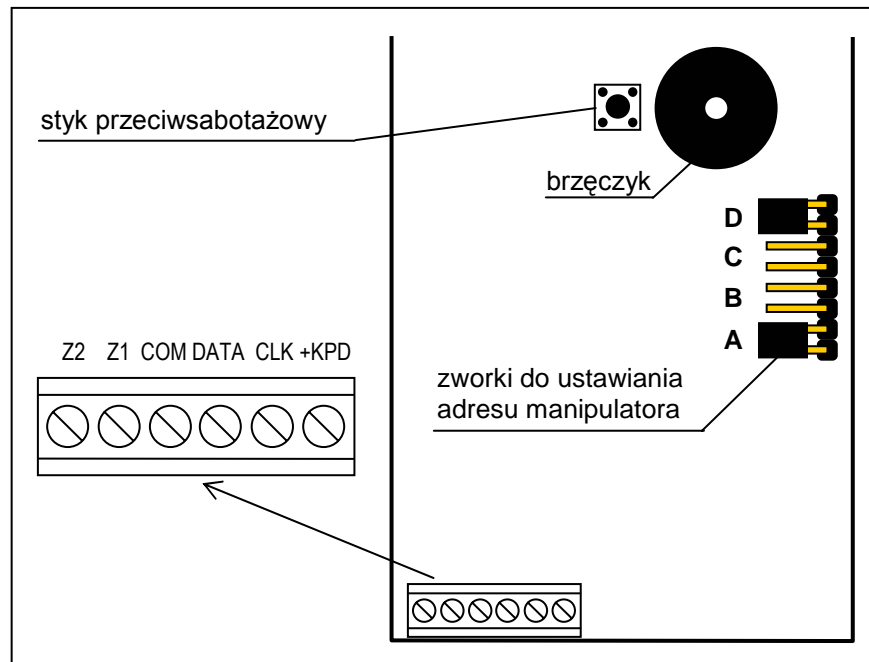 styk przeciwsabotażowy
brzęczyk
D
C
B
A
Z2 Z1 COM DATA CLK +KPD
zworki do ustawiania
adresu manipulatora